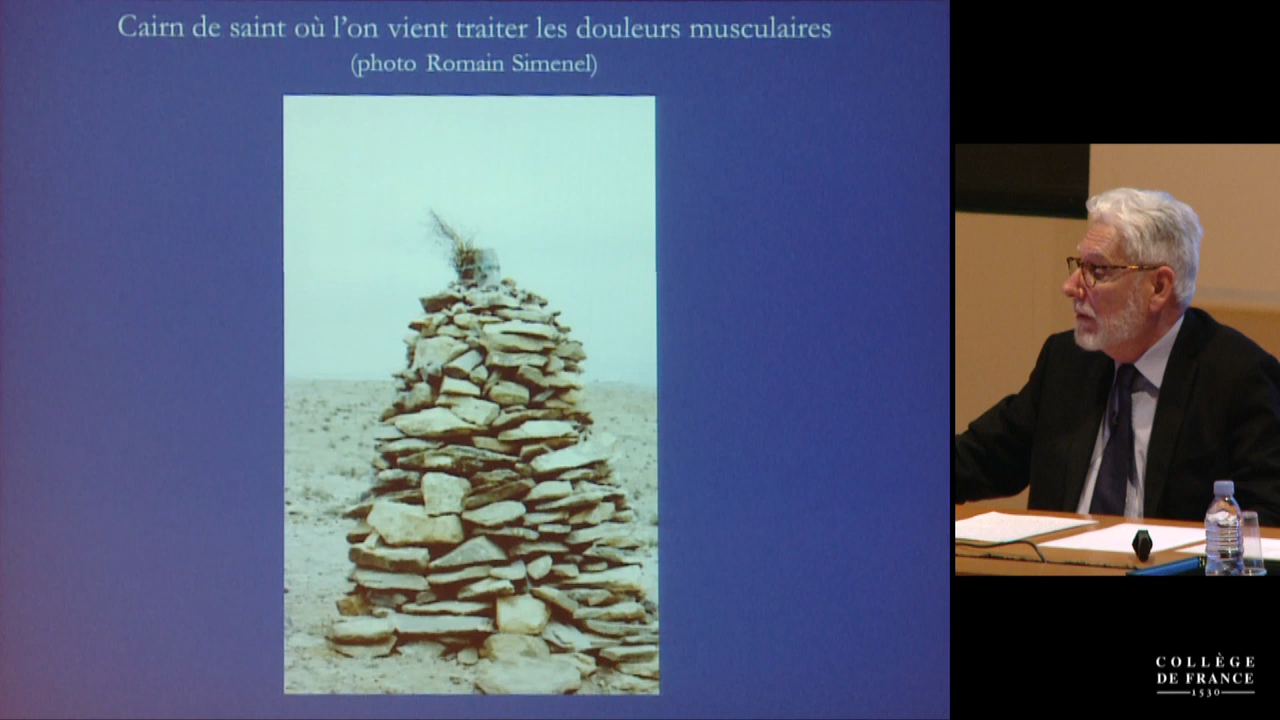 Cairn de saint où l'on vient traiter les douleurs musculaires
(photo Romain Simenel)
COLLÈGE
DE FRANCE
1530